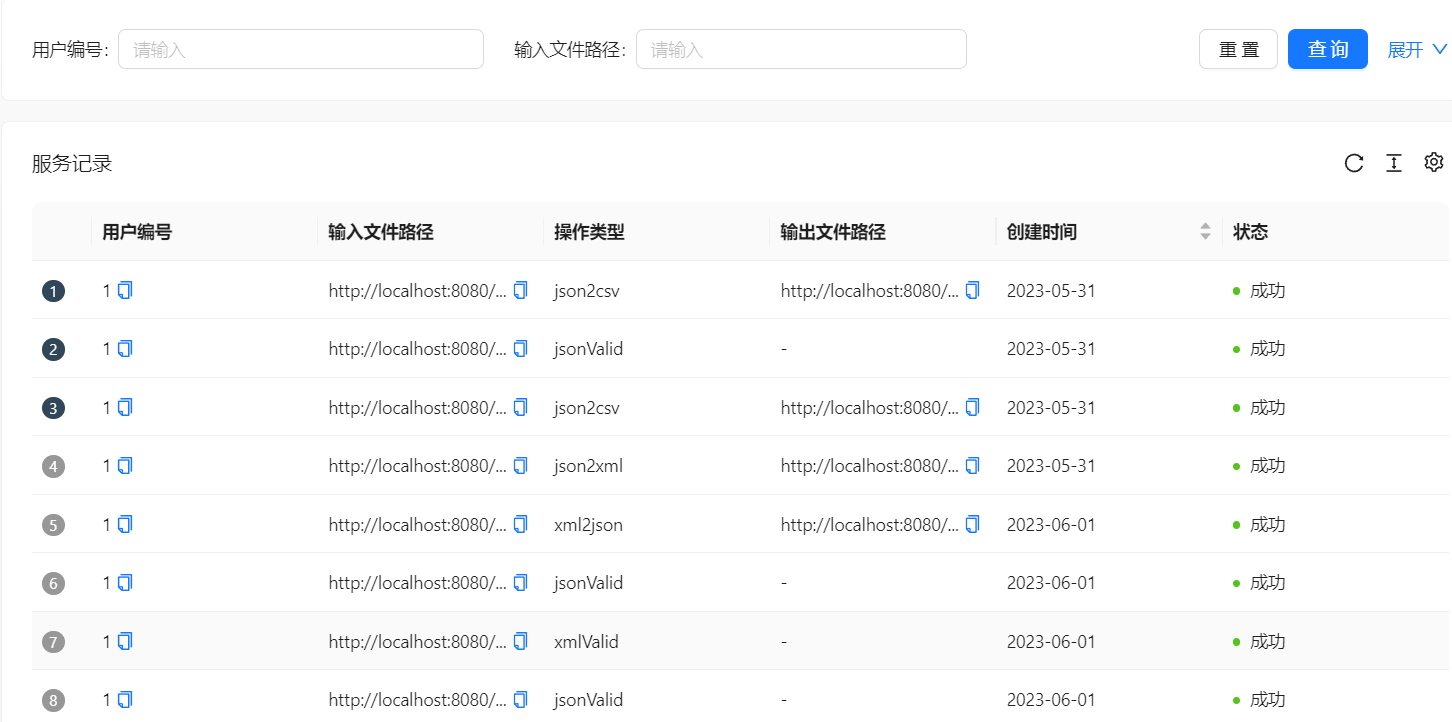 用户编号: 请输入 输入文件路径: 请输入 重 置 查 询 展开
服务记录
用户编号 输入文件路径 操作类型 输出文件路径 创建时间 状态
1 1 http://localhost:8080/... json2csv http://localhost:8080/... 2023-05-31 成功
2 1 http://localhost:8080/... jsonValid - 2023-05-31 成功
3 1 http://localhost:8080/... json2csv http://localhost:8080/... 2023-05-31 成功
4 1 http://localhost:8080/... json2xml http://localhost:8080/... 2023-05-31 成功
5 1 http://localhost:8080/... xml2json http://localhost:8080/... 2023-06-01 成功
6 1 http://localhost:8080/... jsonValid - 2023-06-01 成功
7 1 http://localhost:8080/... xmlValid - 2023-06-01 成功
8 1 http://localhost:8080/... jsonValid - 2023-06-01 成功